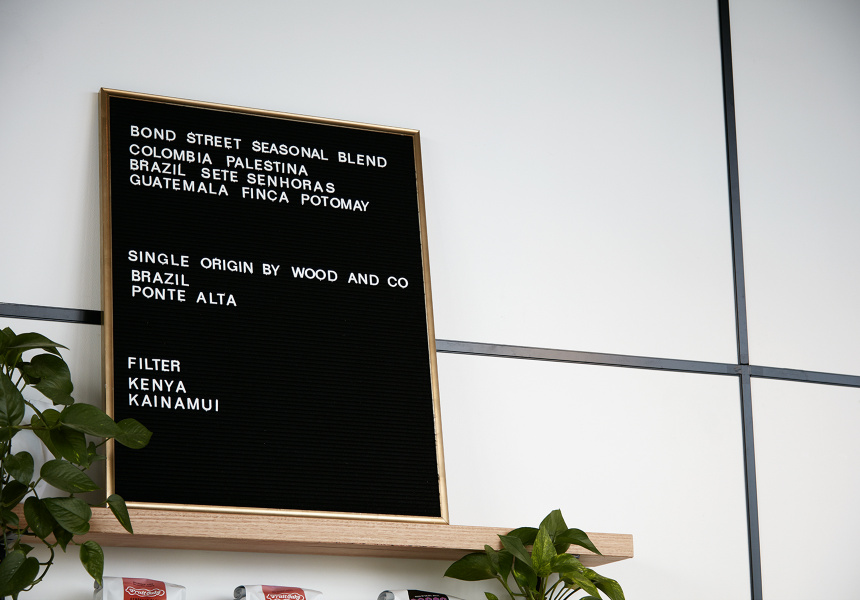 BOND STREET SEASONAL BLEND
COLOMBIA PALESTINA
BRAZIL SETE SENHORAS
GUATEMALA FINCA POTOMAY
SINGLE ORIGIN BY WOOD AND CO
BRAZIL
PONTE ALTA
FILTER
KENYA
KAINAMUI